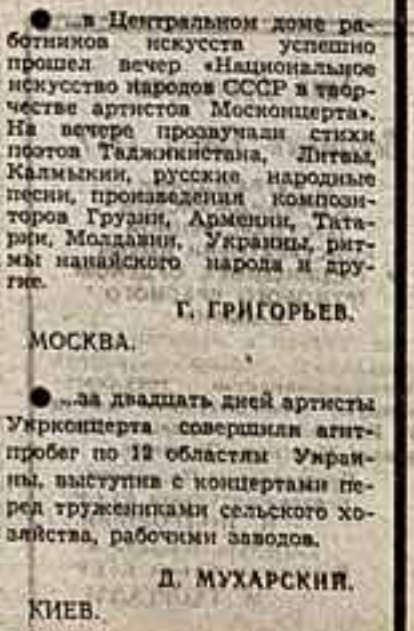 ● ...в Центральном доме ра-
ботников искусства успешно
прошел вечер «Национальное
искусство народов СССР в твор-
честве артистов Москонцерта».
На вечере прозвучали стихи
поэтов Таджикистана, Литвы,
Калмыкии, русские народные
песни, произведения компози-
торов Грузии, Армении, Тата-
рии, Молдавии, Украины, рит-
мы нанайского народа и дру-
гие.
Г. ГРИГОРЬЕВ.
МОСКВА.
● ...за двадцать дней артисты
Укрконцерта совершили агит-
пробег по 12 областям Украи-
ны, выступив с концертами пе-
ред тружениками сельского хо-
зяйства, рабочими заводов.
Д. МУХАРСКИЙ.
КИЕВ.